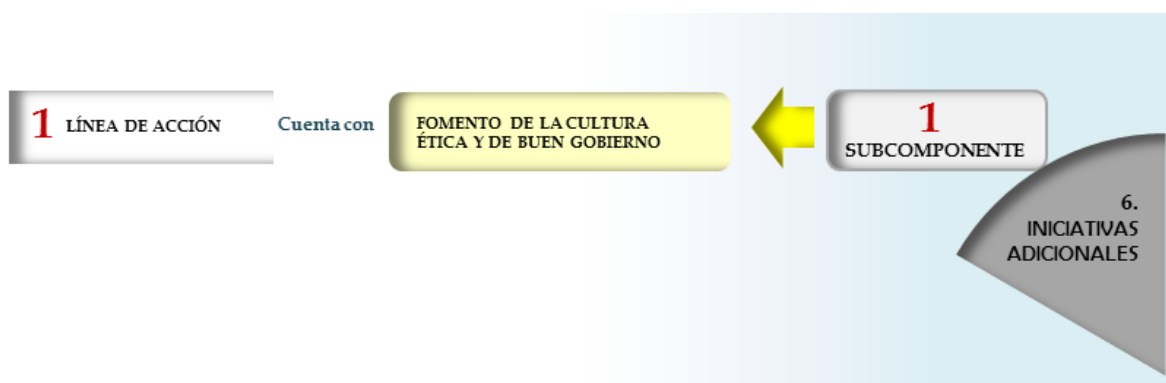 1 LÍNEA DE ACCIÓN
Cuenta con
FOMENTO DE LA CULTURA
ÉTICA Y DE BUEN GOBIERNO
1
SUBCOMPONENTE
6.
INICIATIVAS
ADICIONALES